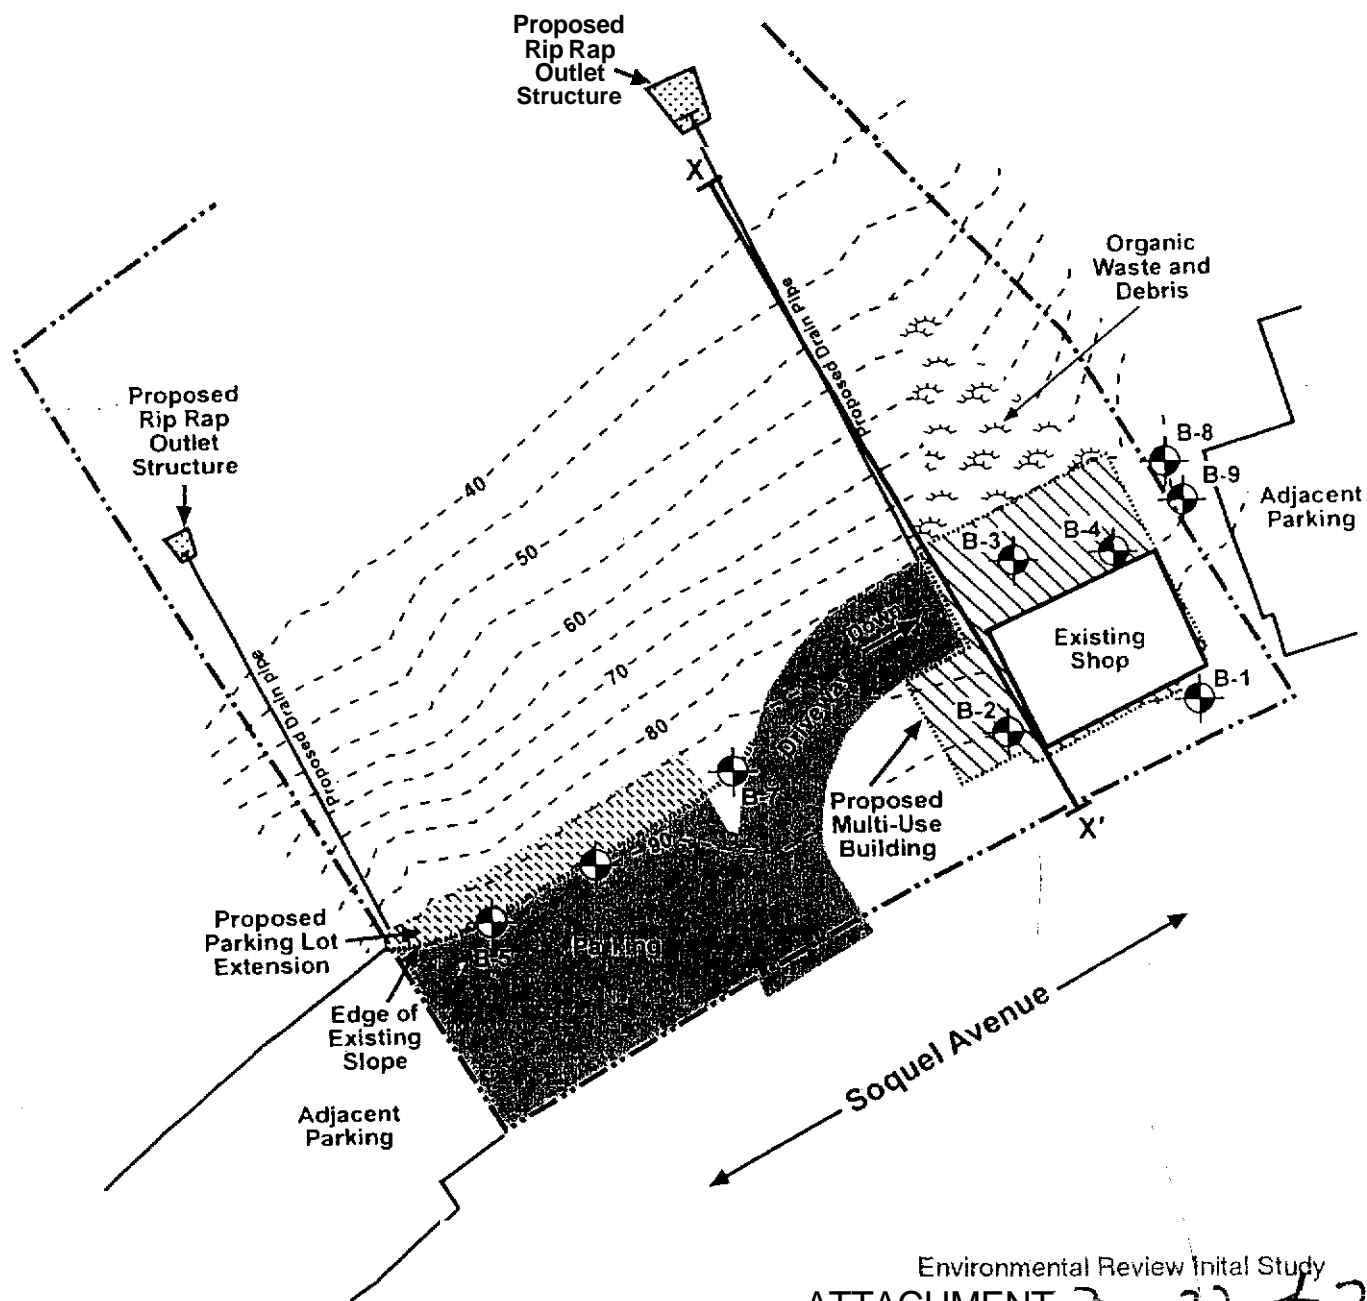 Proposed
Rip Rap
Outlet
Structure
X
Organic
Waste and
Debris
Proposed Drain Pipe
Proposed
Rip Rap
Outlet
Structure
40
B-8
B-9
Adjacent
Parking
50
B-3
B-4
60
Down
Existing
Shop
70
Proposed Drain pipe
B-1
80
B-2
Driveway
B-7
Proposed
Multi-Use
Building
X'
90
Proposed
Parking Lot
Extension
B-5
Parking
Edge of
Existing
Slope
Soquel Avenue
Adjacent
Parking
Environmental Review Inital Study
ATTACHMENT 3